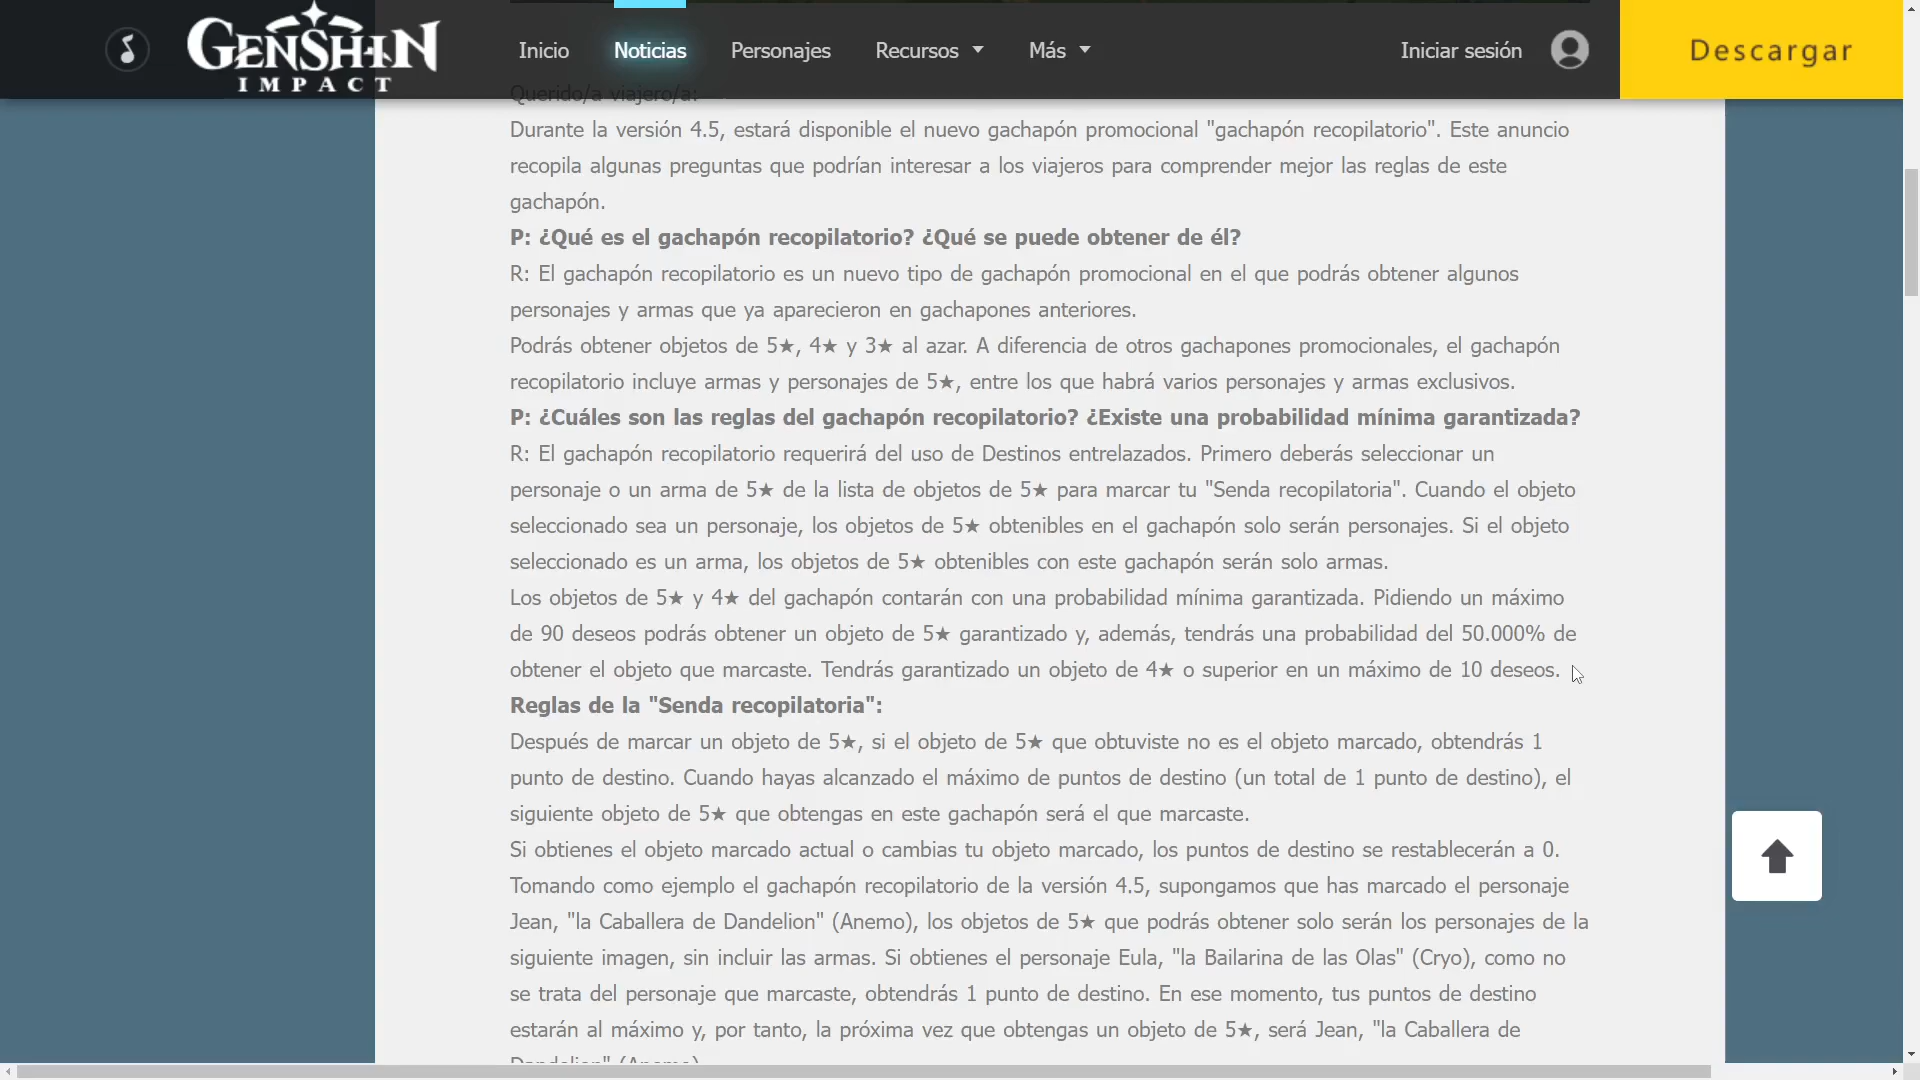 GENSHIN
IMPACT
Inicio
Noticias
Personajes
Recursos
Más
Iniciar sesión
Descargar
Querido/a viajero/a:
Durante la versión 4.5, estará disponible el nuevo gachapón promocional "gachapón recopilatorio". Este anuncio
recopila algunas preguntas que podrían interesar a los viajeros para comprender mejor las reglas de este
gachapón.
P: ¿Qué es el gachapón recopilatorio? ¿Qué se puede obtener de él?
R: El gachapón recopilatorio es un nuevo tipo de gachapón promocional en el que podrás obtener algunos
personajes y armas que ya aparecieron en gachapones anteriores.
Podrás obtener objetos de 5★, 4★ y 3★ al azar. A diferencia de otros gachapones promocionales, el gachapón
recopilatorio incluye armas y personajes de 5★, entre los que habrá varios personajes y armas exclusivos.
P: ¿Cuáles son las reglas del gachapón recopilatorio? ¿Existe una probabilidad mínima garantizada?
R: El gachapón recopilatorio requerirá del uso de Destinos entrelazados. Primero deberás seleccionar un
personaje o un arma de 5★ de la lista de objetos de 5★ para marcar tu "Senda recopilatoria". Cuando el objeto
seleccionado sea un personaje, los objetos de 5★ obtenibles en el gachapón solo serán personajes. Si el objeto
seleccionado es un arma, los objetos de 5★ obtenibles con este gachapón serán solo armas.
Los objetos de 5★ y 4★ del gachapón contarán con una probabilidad mínima garantizada. Pidiendo un máximo
de 90 deseos podrás obtener un objeto de 5★ garantizado y, además, tendrás una probabilidad del 50.000% de
obtener el objeto que marcaste. Tendrás garantizado un objeto de 4★ o superior en un máximo de 10 deseos.
Reglas de la "Senda recopilatoria":
Después de marcar un objeto de 5★, si el objeto de 5★ que obtuviste no es el objeto marcado, obtendrás 1
punto de destino. Cuando hayas alcanzado el máximo de puntos de destino (un total de 1 punto de destino), el
siguiente objeto de 5★ que obtengas en este gachapón será el que marcaste.
Si obtienes el objeto marcado actual o cambias tu objeto marcado, los puntos de destino se restablecerán a 0.
Tomando como ejemplo el gachapón recopilatorio de la versión 4.5, supongamos que has marcado el personaje
Jean, "la Caballera de Dandelion" (Anemo), los objetos de 5★ que podrás obtener solo serán los personajes de la
siguiente imagen, sin incluir las armas. Si obtienes el personaje Eula, "la Bailarina de las Olas" (Cryo), como no
se trata del personaje que marcaste, obtendrás 1 punto de destino. En ese momento, tus puntos de destino
estarán al máximo y, por tanto, la próxima vez que obtengas un objeto de 5★, será Jean, "la Caballera de
Dandelion" (Anemo)